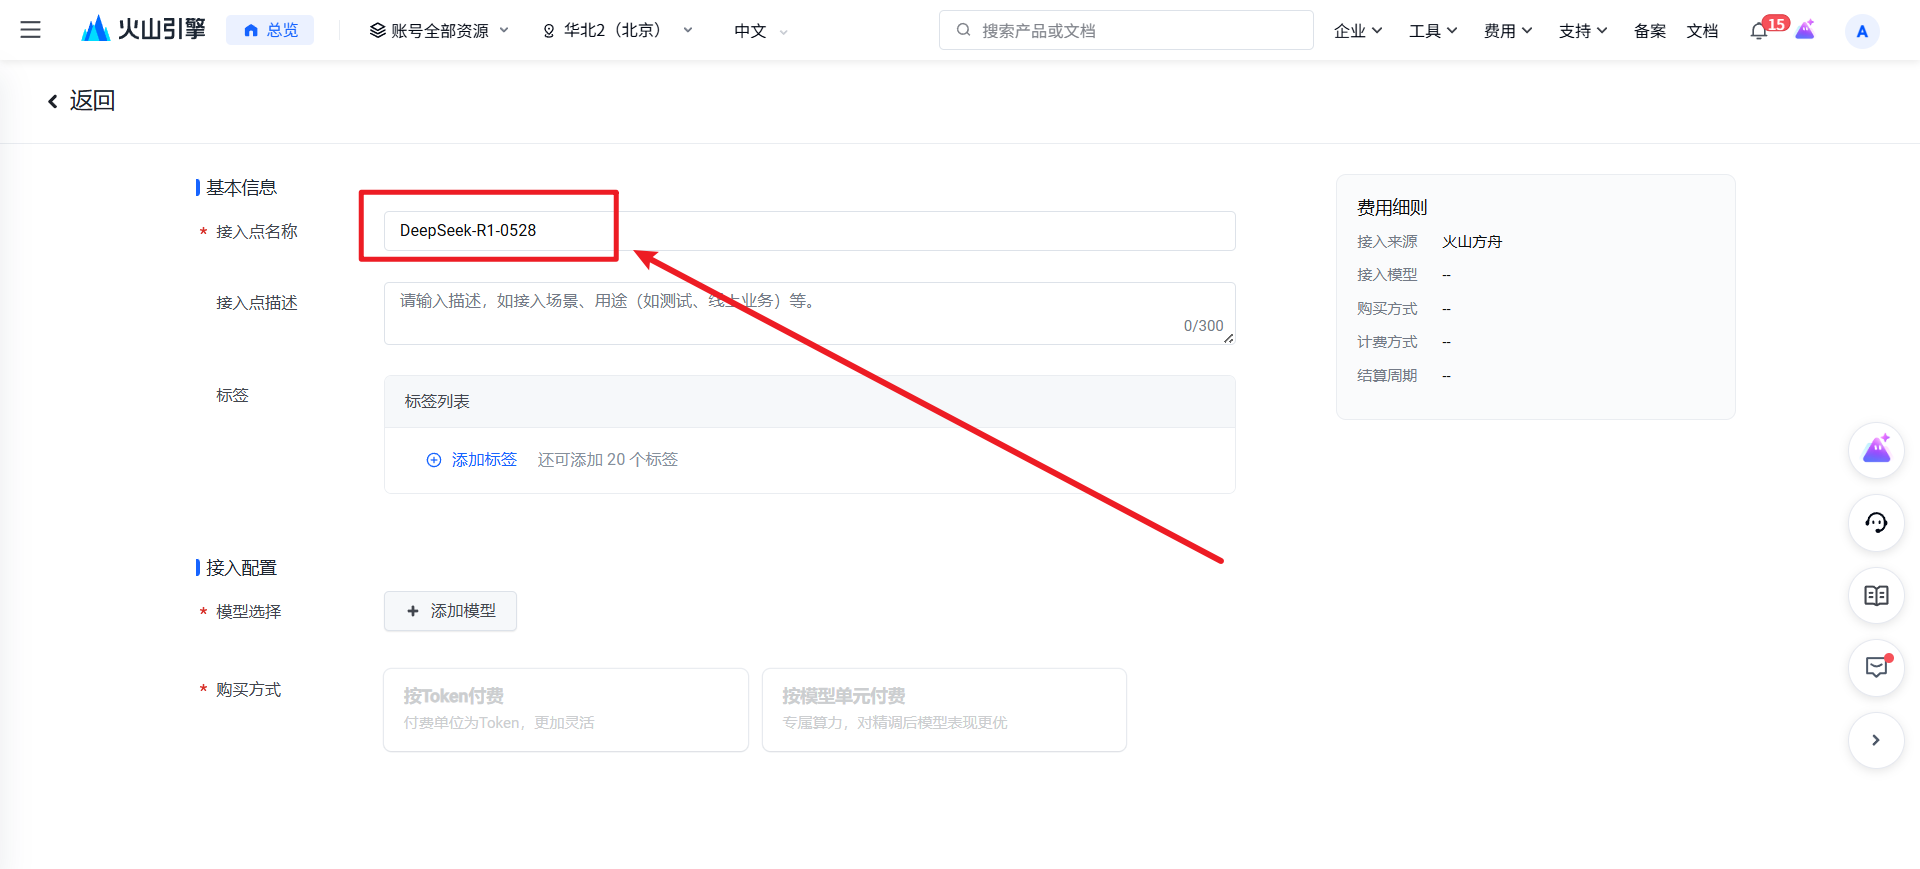 火山引擎 总览 账号全部资源 华北2（北京） 中文 搜索产品或文档 企业 工具 费用 支持 备案 文档 15 A
返回
基本信息
* 接入点名称 DeepSeek-R1-0528
接入点描述 请输入描述，如接入场景、用途（如测试、线上业务）等。
0/300
标签 标签列表
添加标签 还可添加 20 个标签
接入配置
* 模型选择 + 添加模型
* 购买方式 按Token付费
付费单位为Token，更加灵活
按模型单元付费
专属算力，对精调后模型表现更优
费用细则
接入来源 火山方舟
接入模型 --
购买方式 --
计费方式 --
结算周期 --